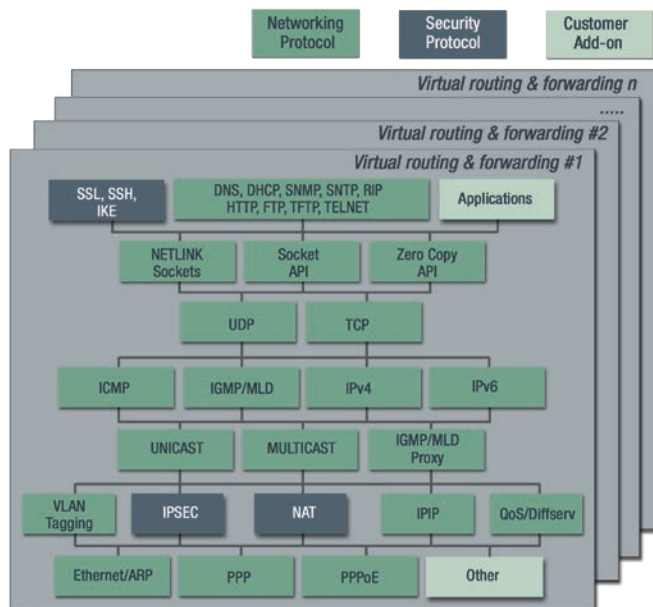 Networking
Protocol
Security
Protocol
Customer
Add-on
Virtual routing & forwarding n
.....
Virtual routing & forwarding #2
Virtual routing & forwarding #1
SSL, SSH,
IKE
DNS, DHCP, SNMP, SNTP, RIP
HTTP, FTP, TFTP, TELNET
Applications
NETLINK
Sockets
Socket
API
Zero Copy
API
UDP
TCP
ICMP
IGMP/MLD
IPv4
IPv6
UNICAST
MULTICAST
IGMP/MLD
Proxy
VLAN
Tagging
IPSEC
NAT
IPIP
QoS/Diffserv
Ethernet/ARP
PPP
PPPoE
Other